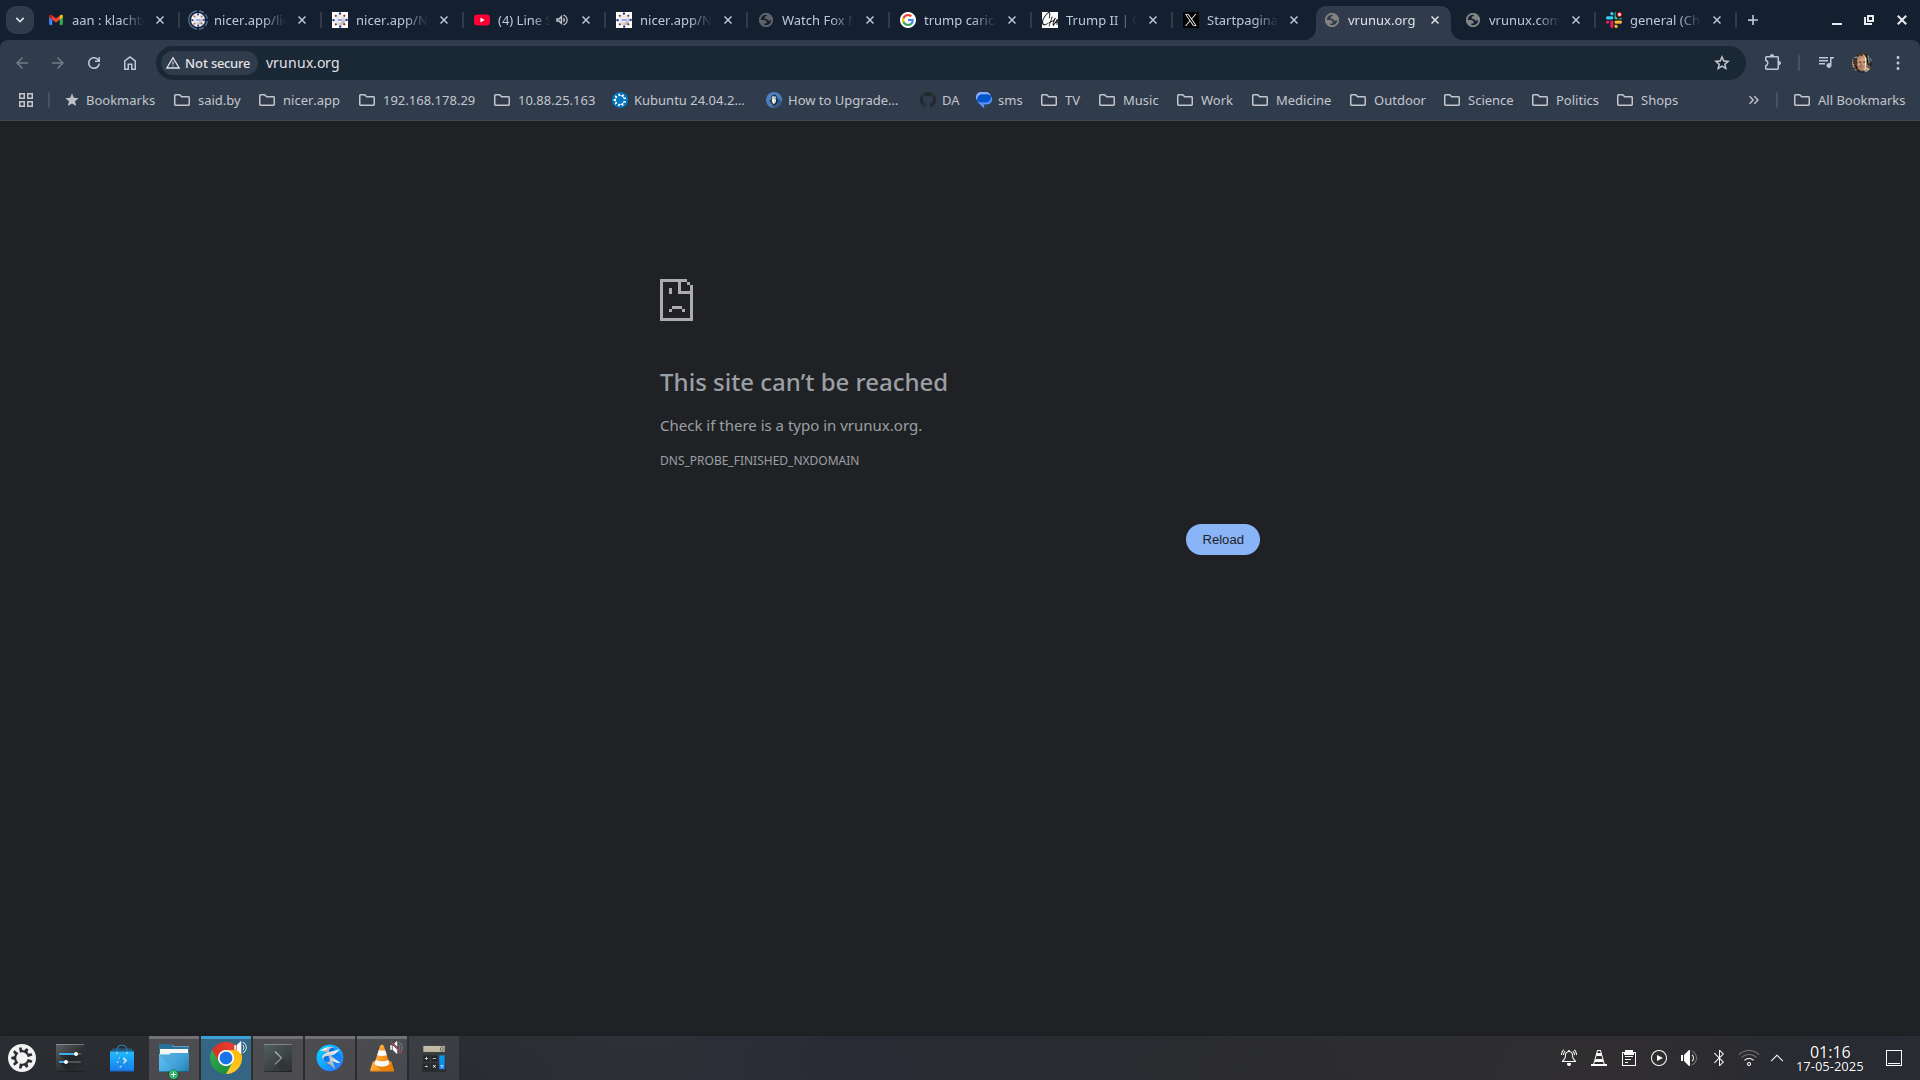 aan : klacht
nicer.app/li
nicer.app/N
(4) Line
nicer.app/N
Watch Fox
trump caric
Trump II |
Startpagina
vrunux.org
vrunux.com
general (Ch
Not secure
vrunux.org
Bookmarks
said.by
nicer.app
192.168.178.29
10.88.25.163
Kubuntu 24.04.2...
How to Upgrade...
DA
sms
TV
Music
Work
Medicine
Outdoor
Science
Politics
Shops
»
All Bookmarks
This site can’t be reached
Check if there is a typo in vrunux.org.
DNS_PROBE_FINISHED_NXDOMAIN
Reload
01:16
17-05-2025